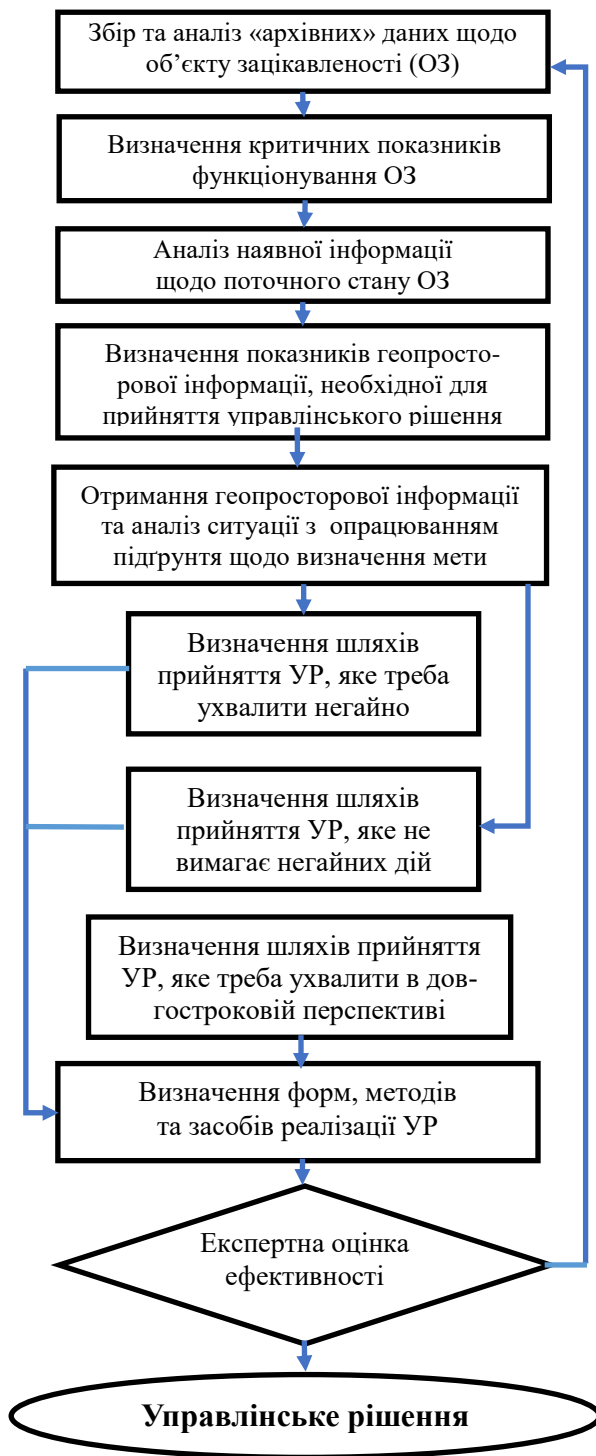 Збір та аналіз «архівних» даних щодо
об’єкту зацікавленості (ОЗ)
Визначення критичних показників
функціонування ОЗ
Аналіз наявної інформації
щодо поточного стану ОЗ
Визначення показників геопросто-
рової інформації, необхідної для
прийняття управлінського рішення
Отримання геопросторової інформації
та аналіз ситуації з опрацюванням
підґрунтя щодо визначення мети
Визначення шляхів
прийняття УР, яке треба
ухвалити негайно
Визначення шляхів
прийняття УР, яке не
вимагає негайних дій
Визначення шляхів прийняття
УР, яке треба ухвалити в дов-
гостроковій перспективі
Визначення форм, методів
та засобів реалізації УР
Експертна оцінка
ефективності
Управлінське рішення